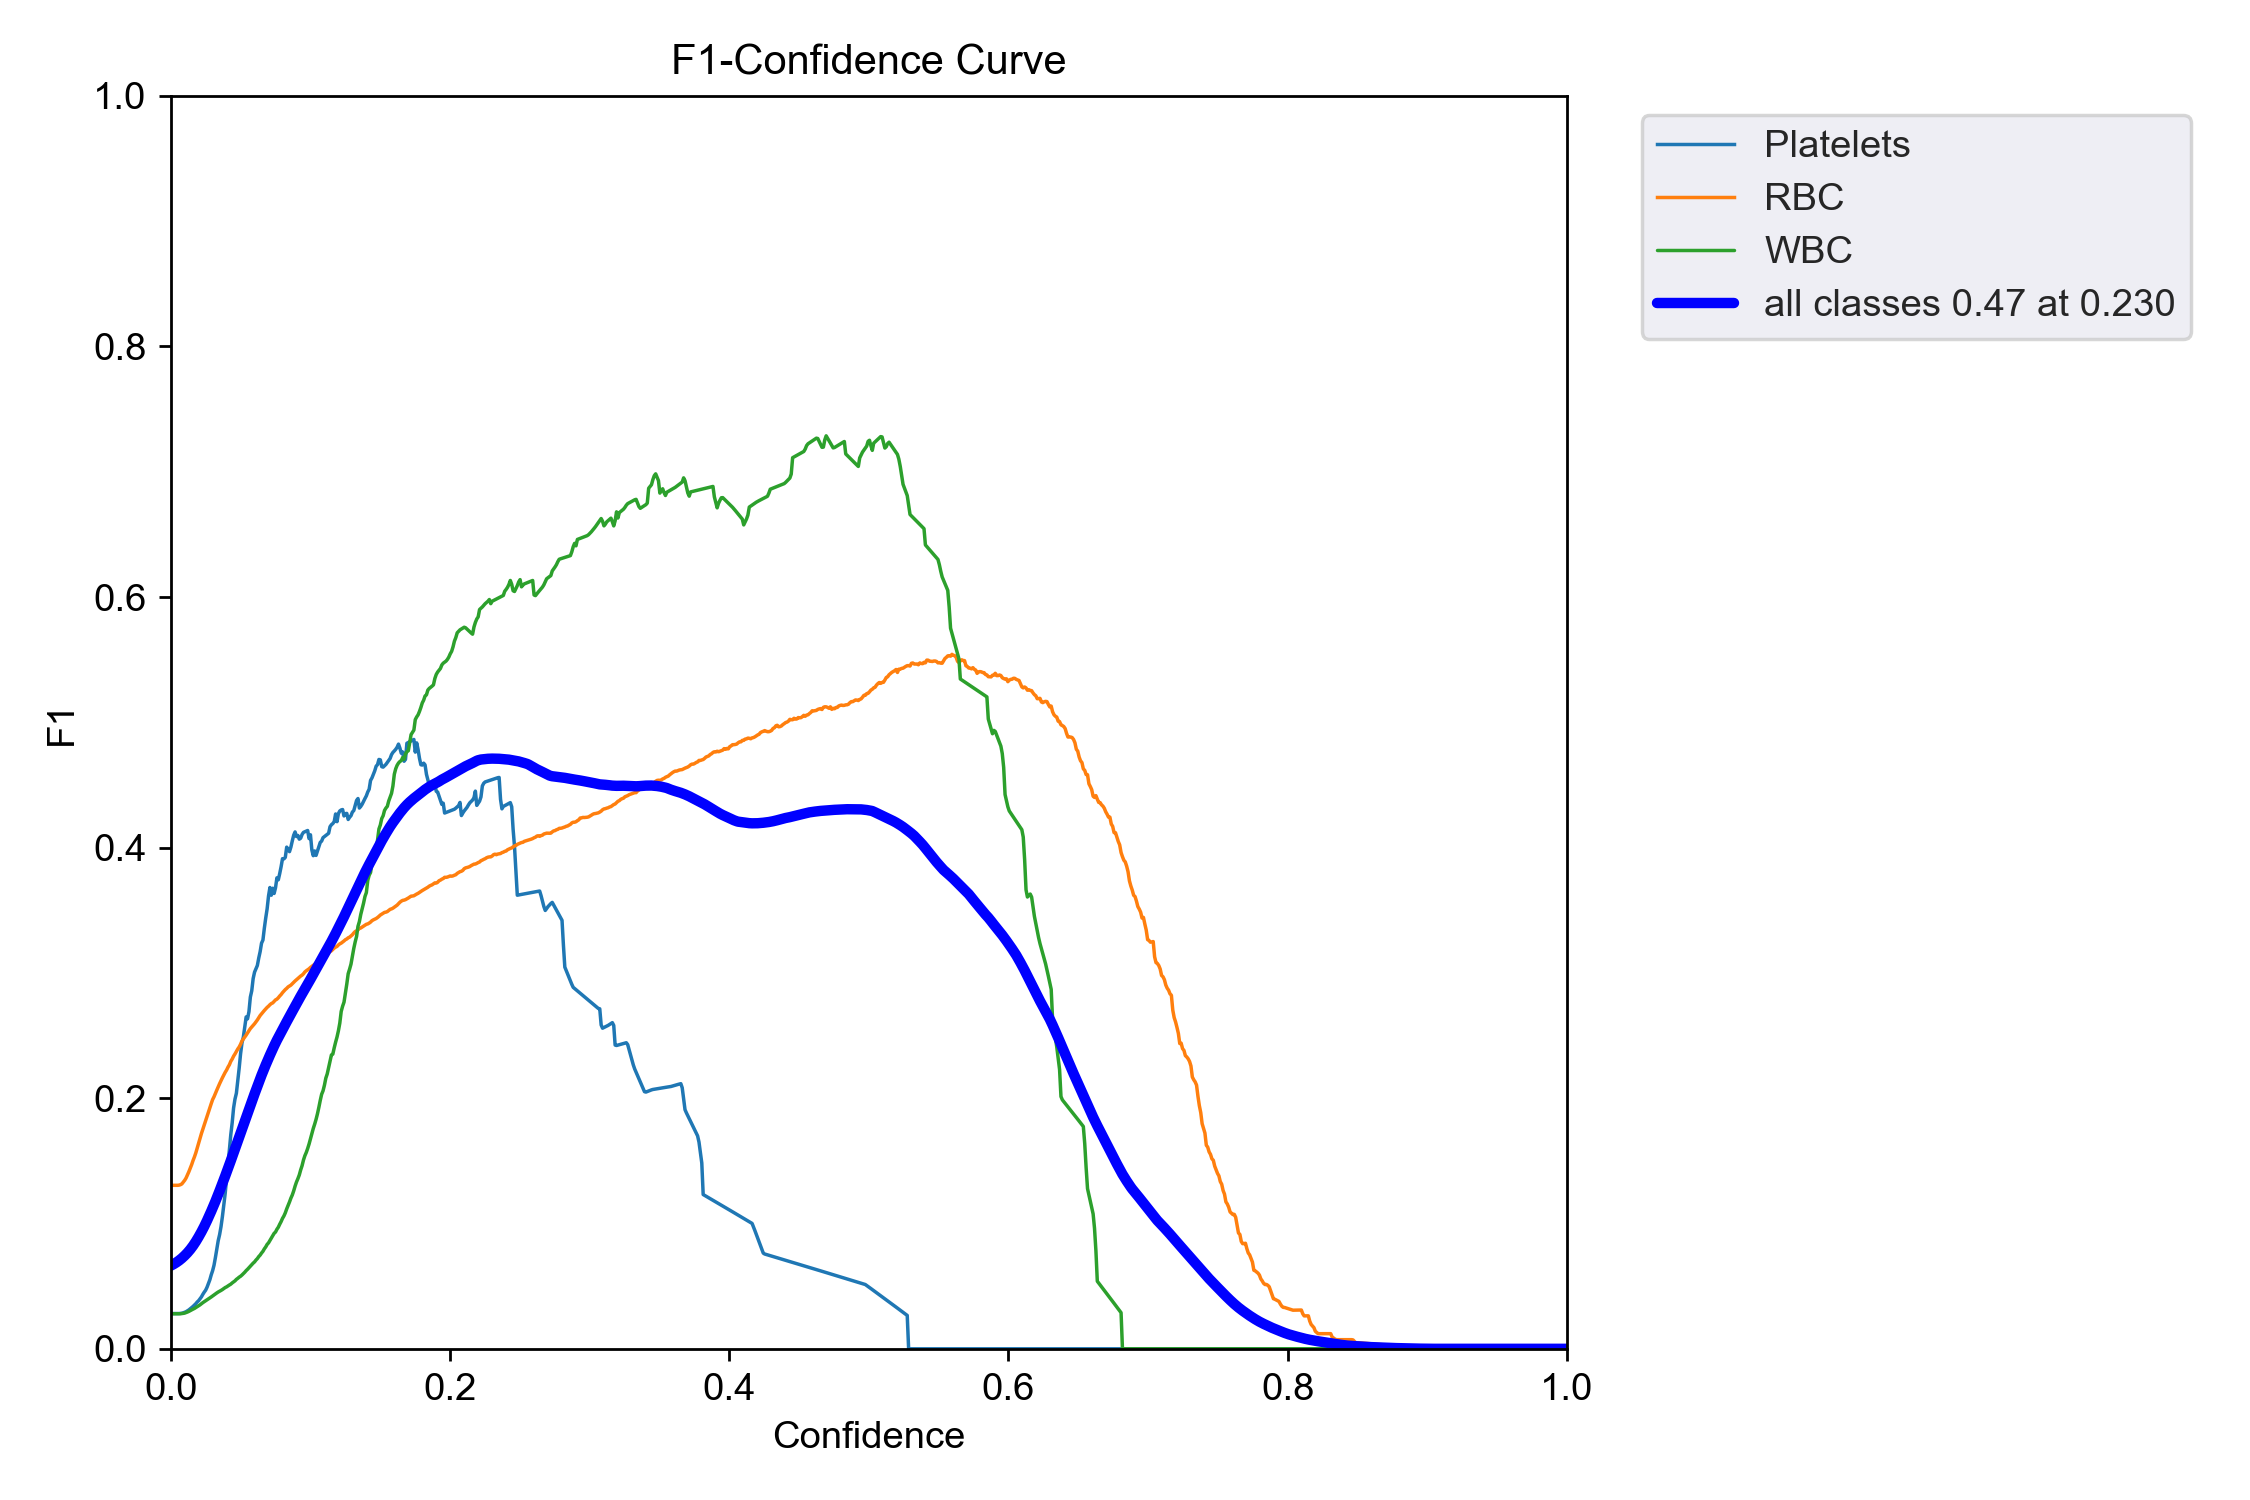 F1-Confidence Curve
1.0
0.8
0.6
0.4
0.2
0.0
F1
0.0 0.2 0.4 0.6 0.8 1.0
Confidence
Platelets
RBC
WBC
all classes 0.47 at 0.230